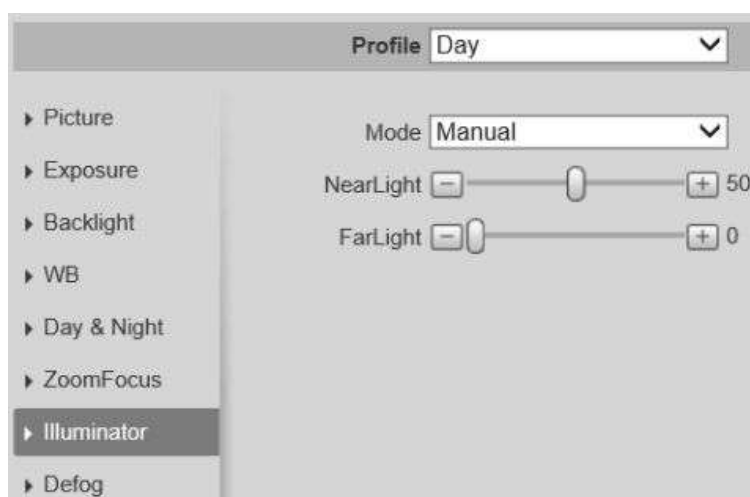 Profile Day
Picture
Mode Manual
Exposure
NearLight 50
Backlight
FarLight 0
WB
Day & Night
ZoomFocus
Illuminator
Defog